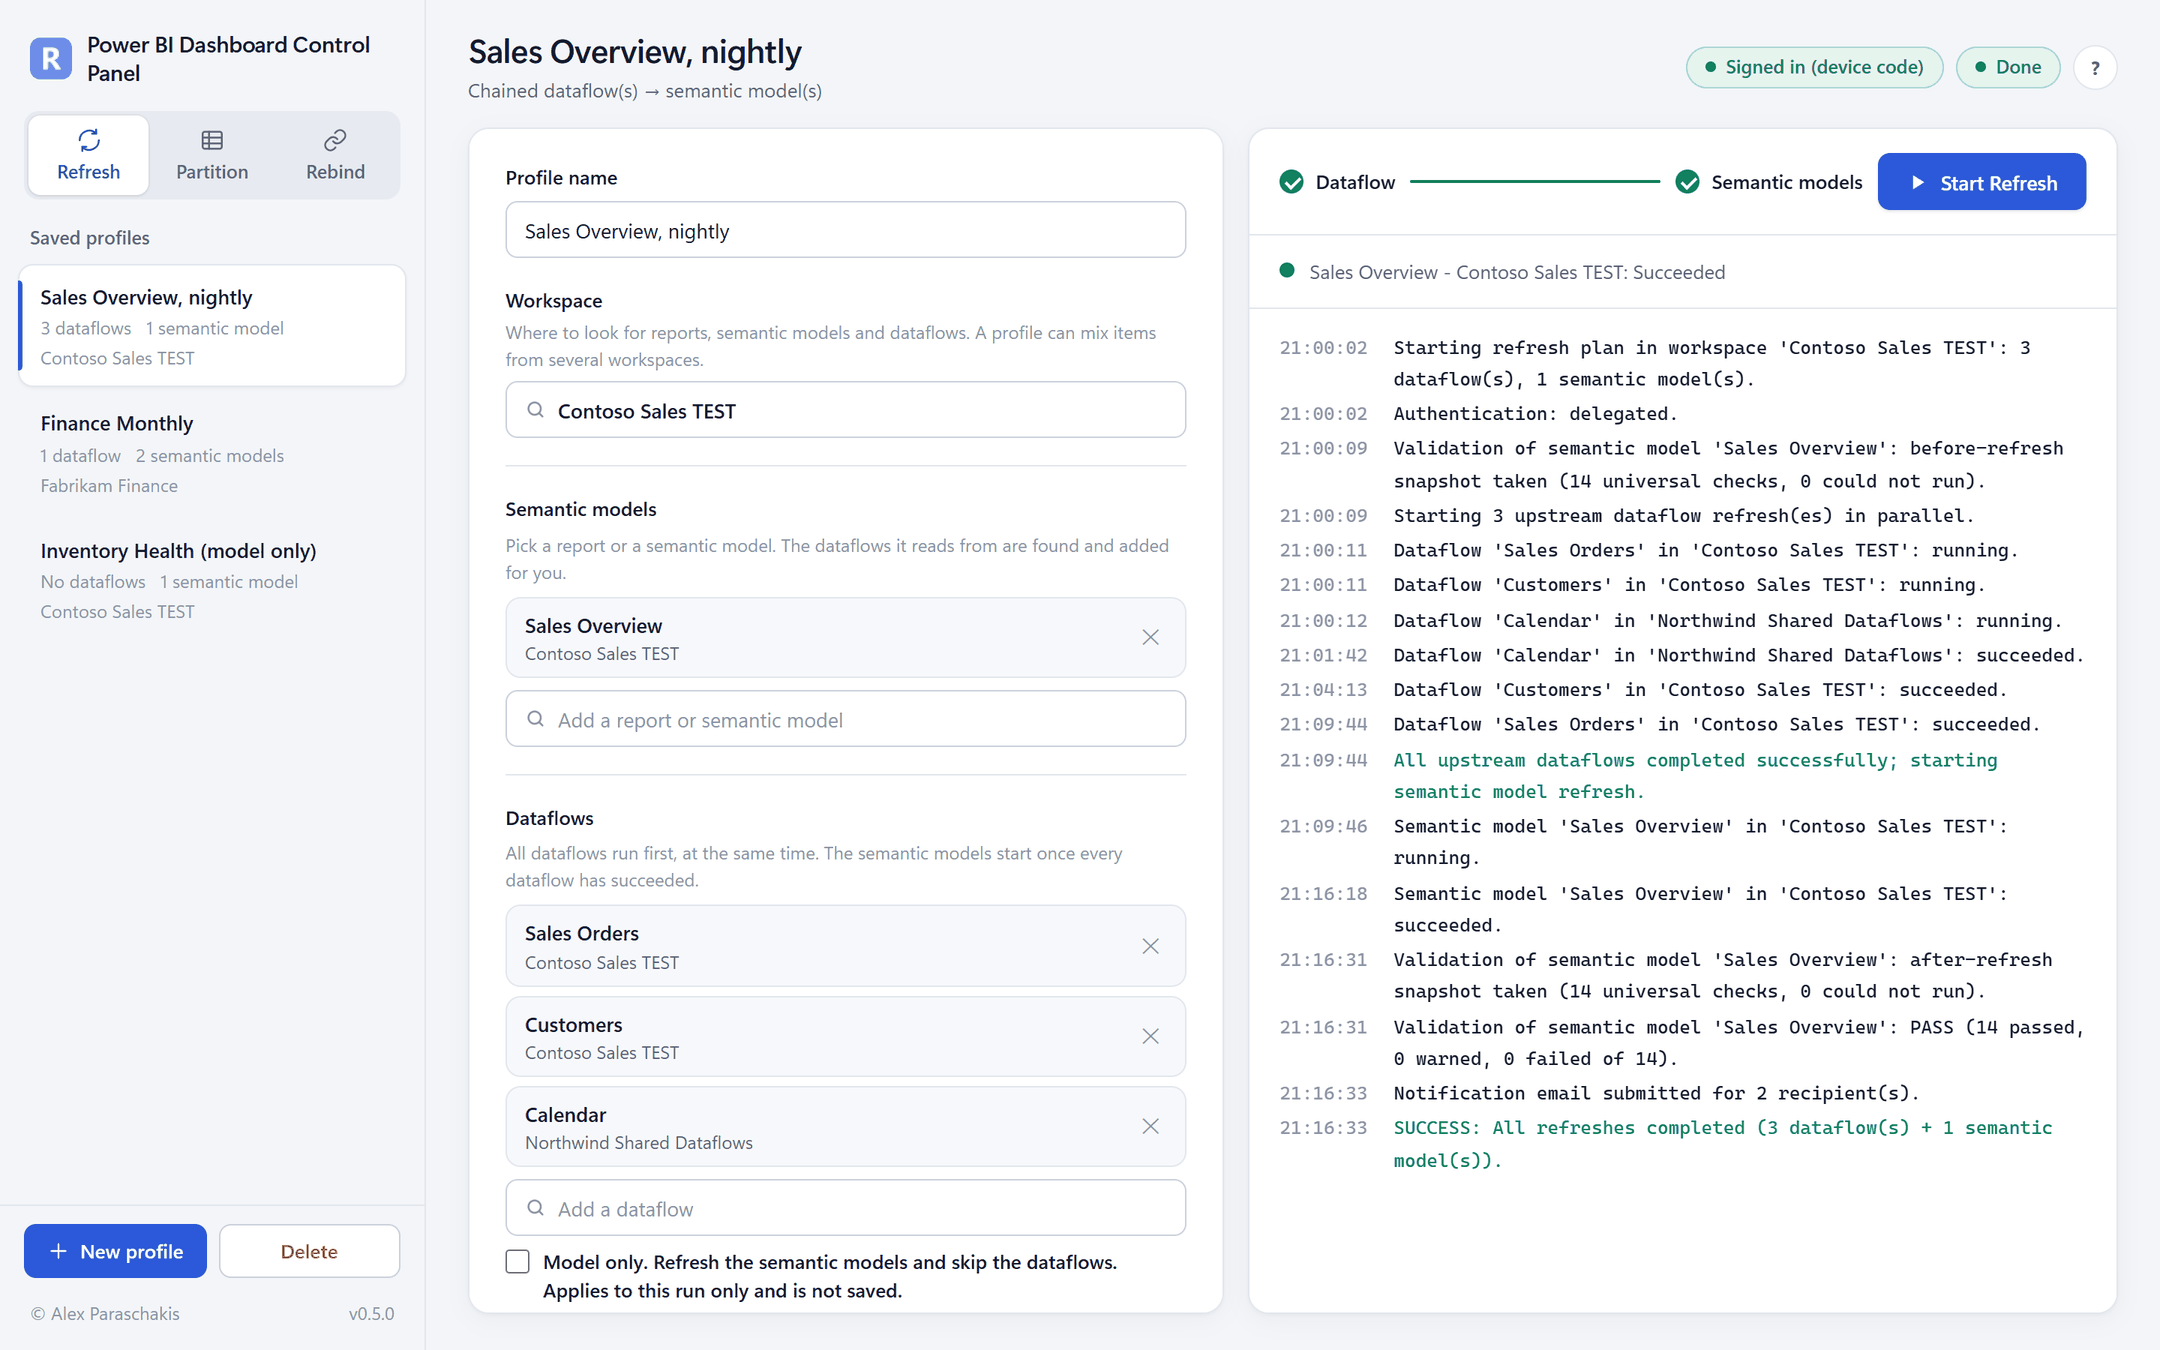 R
Power BI Dashboard Control
Panel
Refresh
Partition
Rebind
Saved profiles
Sales Overview, nightly
3 dataflows 1 semantic model
Contoso Sales TEST
Finance Monthly
1 dataflow 2 semantic models
Fabrikam Finance
Inventory Health (model only)
No dataflows 1 semantic model
Contoso Sales TEST
New profile
Delete
© Alex Paraschakis
v0.5.0
Sales Overview, nightly
Chained dataflow(s) → semantic model(s)
Signed in (device code)
Done
?
Profile name
Sales Overview, nightly
Workspace
Where to look for reports, semantic models and dataflows. A profile can mix items
from several workspaces.
Contoso Sales TEST
Semantic models
Pick a report or a semantic model. The dataflows it reads from are found and added
for you.
Sales Overview
Contoso Sales TEST
Add a report or semantic model
Dataflows
All dataflows run first, at the same time. The semantic models start once every
dataflow has succeeded.
Sales Orders
Contoso Sales TEST
Customers
Contoso Sales TEST
Calendar
Northwind Shared Dataflows
Add a dataflow
Model only. Refresh the semantic models and skip the dataflows.
Applies to this run only and is not saved.
Dataflow
Semantic models
Start Refresh
Sales Overview - Contoso Sales TEST: Succeeded
21:00:02 Starting refresh plan in workspace 'Contoso Sales TEST': 3
dataflow(s), 1 semantic model(s).
21:00:02 Authentication: delegated.
21:00:09 Validation of semantic model 'Sales Overview': before-refresh
snapshot taken (14 universal checks, 0 could not run).
21:00:09 Starting 3 upstream dataflow refresh(es) in parallel.
21:00:11 Dataflow 'Sales Orders' in 'Contoso Sales TEST': running.
21:00:11 Dataflow 'Customers' in 'Contoso Sales TEST': running.
21:00:12 Dataflow 'Calendar' in 'Northwind Shared Dataflows': running.
21:01:42 Dataflow 'Calendar' in 'Northwind Shared Dataflows': succeeded.
21:04:13 Dataflow 'Customers' in 'Contoso Sales TEST': succeeded.
21:09:44 Dataflow 'Sales Orders' in 'Contoso Sales TEST': succeeded.
21:09:44 All upstream dataflows completed successfully; starting
semantic model refresh.
21:09:46 Semantic model 'Sales Overview' in 'Contoso Sales TEST':
running.
21:16:18 Semantic model 'Sales Overview' in 'Contoso Sales TEST':
succeeded.
21:16:31 Validation of semantic model 'Sales Overview': after-refresh
snapshot taken (14 universal checks, 0 could not run).
21:16:31 Validation of semantic model 'Sales Overview': PASS (14 passed,
0 warned, 0 failed of 14).
21:16:33 Notification email submitted for 2 recipient(s).
21:16:33 SUCCESS: All refreshes completed (3 dataflow(s) + 1 semantic
model(s)).